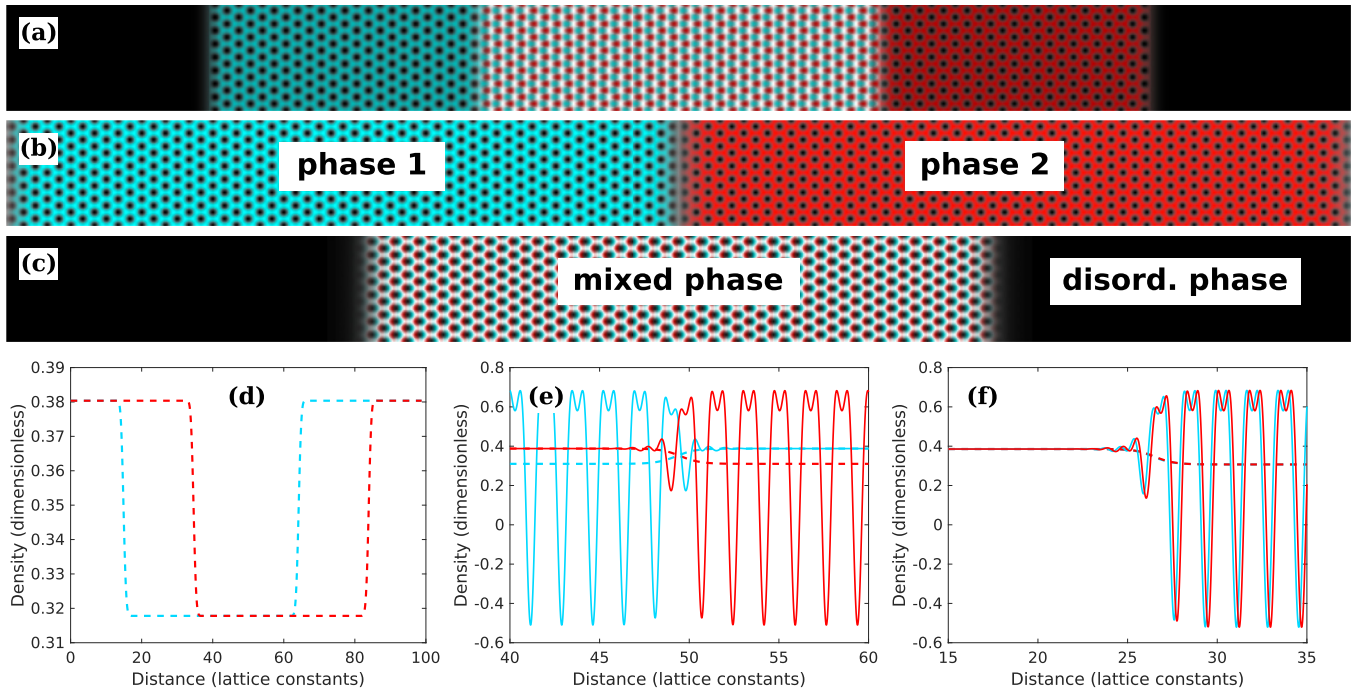 (a)
(b)
phase 1
phase 2
(c)
mixed phase
disord. phase
(d)
0.39
0.38
0.37
0.36
0.35
0.34
0.33
0.32
0.31
0
20
40
60
80
100
Density (dimensionless)
Distance (lattice constants)
(e)
0.8
0.6
0.4
0.2
0
-0.2
-0.4
-0.6
40
45
50
55
60
Density (dimensionless)
Distance (lattice constants)
(f)
0.8
0.6
0.4
0.2
0
-0.2
-0.4
-0.6
15
20
25
30
35
Density (dimensionless)
Distance (lattice constants)